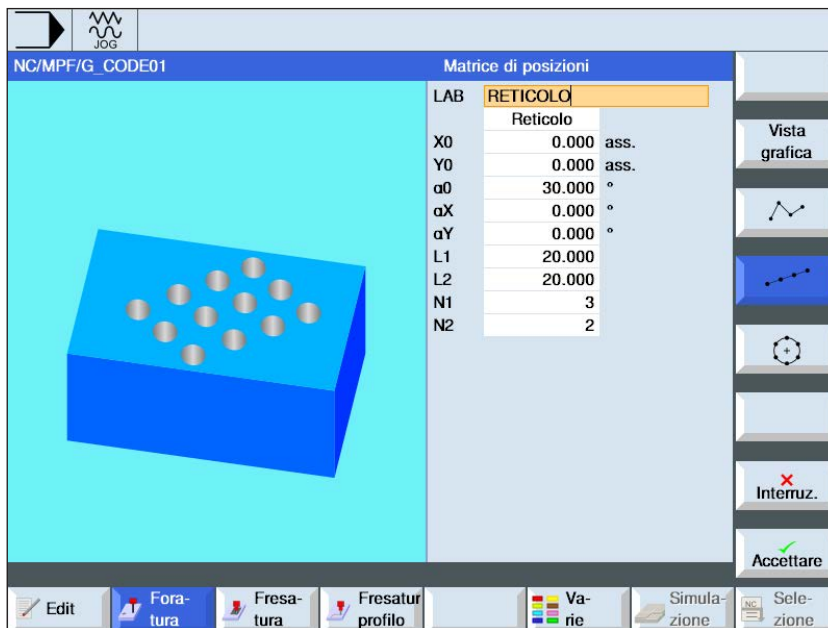 JOG
NC/MPF/G_CODE01
Matrice di posizioni
LAB RETICOLO
Reticolo
X0 0.000 ass.
Y0 0.000 ass.
α0 30.000 °
αX 0.000 °
αY 0.000 °
L1 20.000
L2 20.000
N1 3
N2 2
Vista
grafica
Interruz.
Accettare
Edit
Fora-
tura
Fresa-
tura
Fresatur
profilo
Va-
rie
Simula-
zione
NC
Sele-
zione